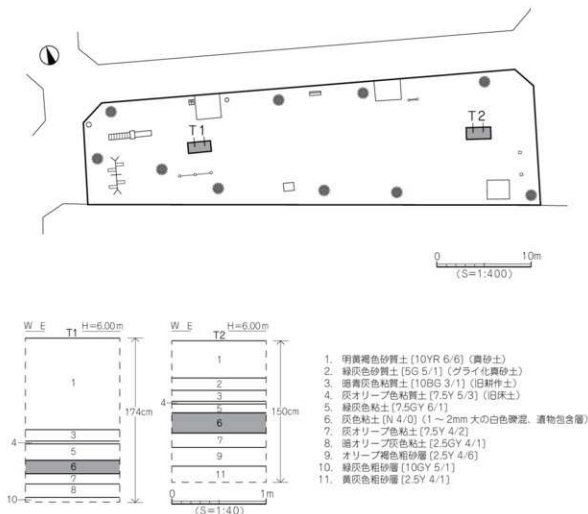 T1
T2
0 10m
(S=1:400)
W E H=6.00m
T1
1
3
4
5
6
7
8
10
174cm
W E H=6.00m
T2
1
2
3
4
5
6
7
9
11
150cm
0 1m
(S=1:40)
1. 明黄褐色砂質土 [10YR 6/6] (真砂土)
2. 緑灰色砂質土 [5G 5/1] (グライ化真砂土)
3. 暗青灰色粘質土 [10BG 3/1] (旧耕作土)
4. 灰オリーブ色粘質土 [7.5Y 5/3] (旧床土)
5. 緑灰色粘土 [7.5GY 6/1]
6. 灰色粘土 [N 4/0] (1~2mm 大の白色礫混、遺物包含層)
7. 灰オリーブ色粘土 [7.5Y 4/2]
8. 暗オリーブ灰色粘土 [2.5GY 4/1]
9. オリーブ褐色粗砂層 [2.5Y 4/6]
10. 緑灰色粗砂層 [10GY 5/1]
11. 黄灰色粗砂層 [2.5Y 4/1]